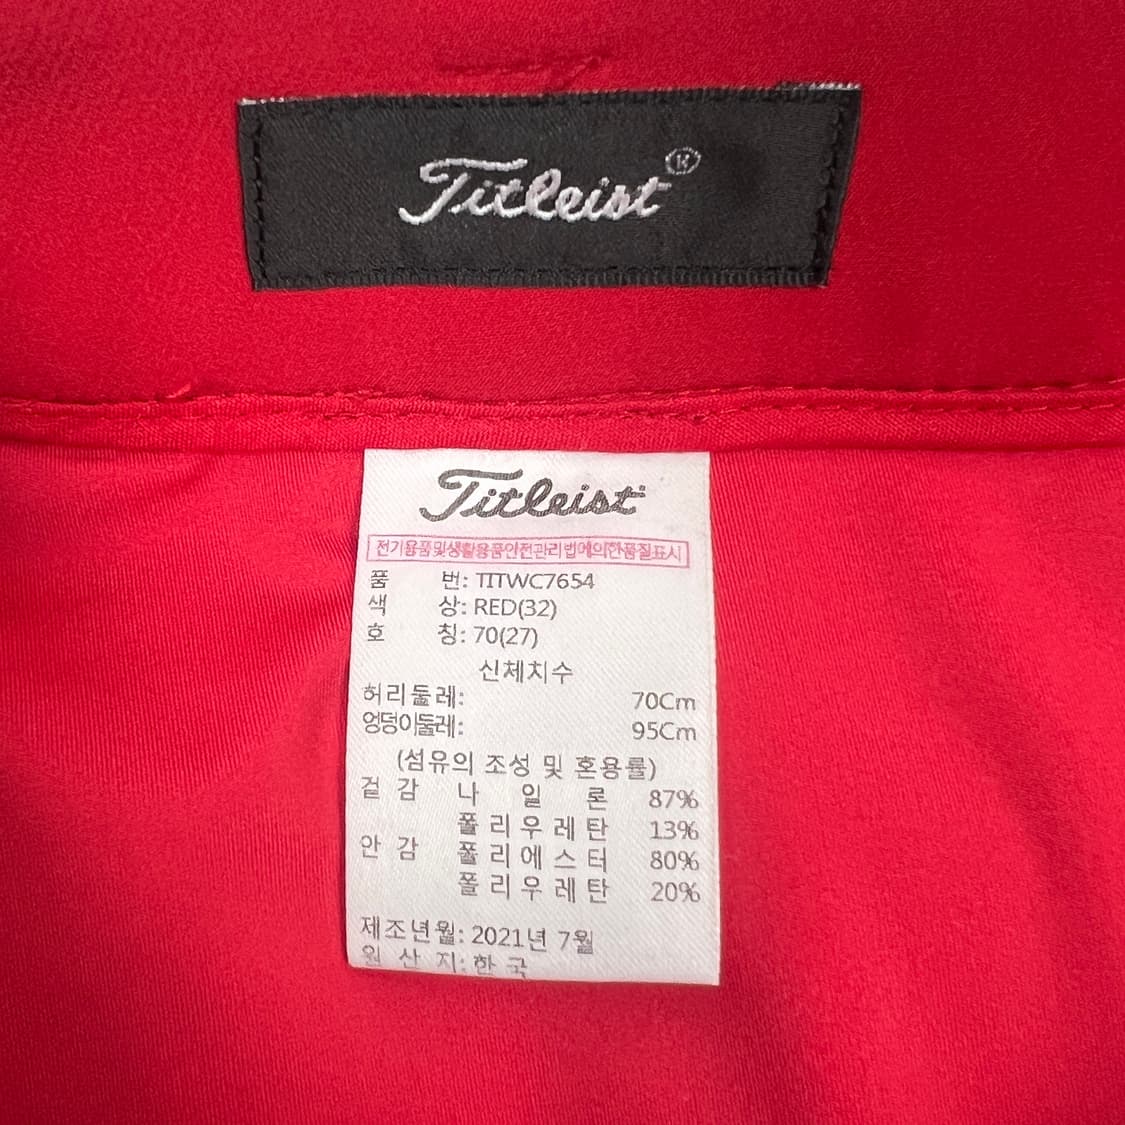 Titleist®
Titleist
전기용품및생활용품안전관리법에의한품질표시
품 번: TITWC7654
색 상: RED(32)
호 칭: 70(27)
신체치수
허리둘레: 70Cm
엉덩이둘레: 95Cm
(섬유의 조성 및 혼용률)
겉 감 나 일 론 87%
폴 리 우 레 탄 13%
안 감 폴 리 에 스 터 80%
폴 리 우 레 탄 20%
제조년월: 2021년 7월
원 산 지: 한 국